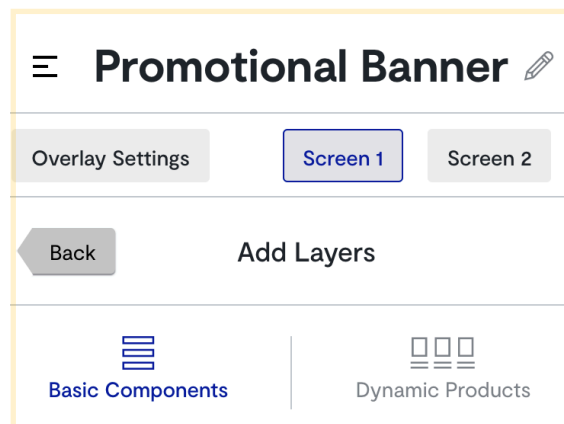 Promotional Banner
Overlay Settings Screen 1 Screen 2
Back Add Layers
Basic Components Dynamic Products